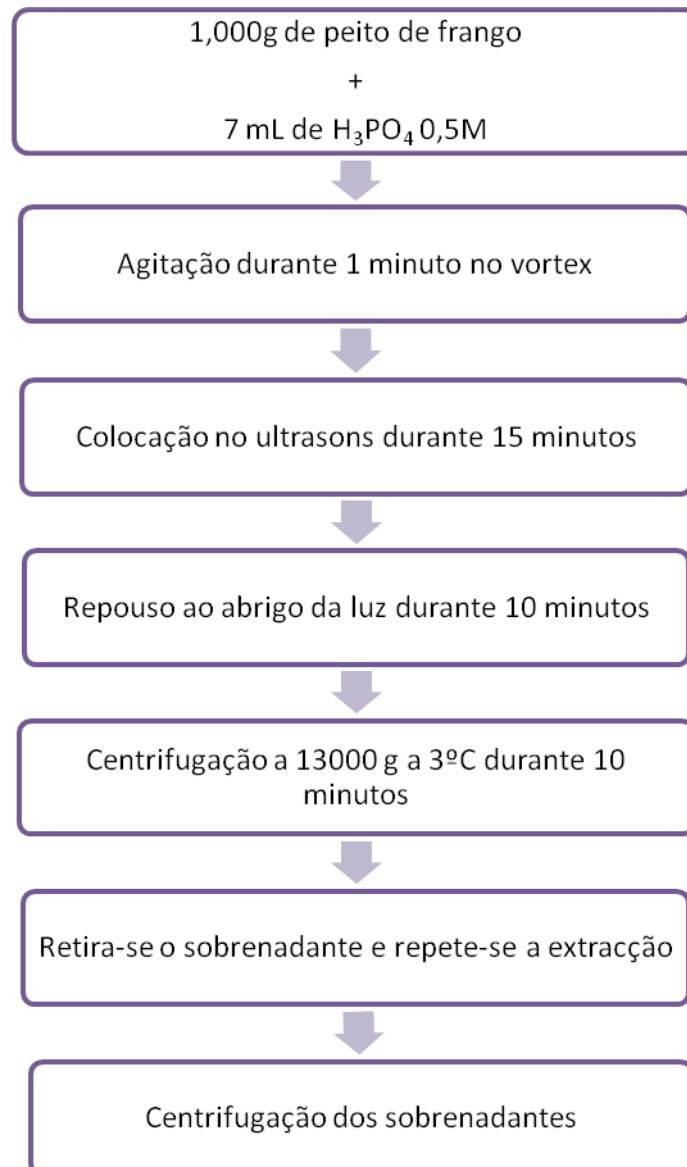 1,000g de peito de frango
+
7 mL de H₃PO₄ 0,5M
Agitação durante 1 minuto no vortex
Colocação no ultrasons durante 15 minutos
Repouso ao abrigo da luz durante 10 minutos
Centrifugação a 13000 g a 3ºC durante 10
minutos
Retira-se o sobrenadante e repete-se a extracção
Centrifugação dos sobrenadantes